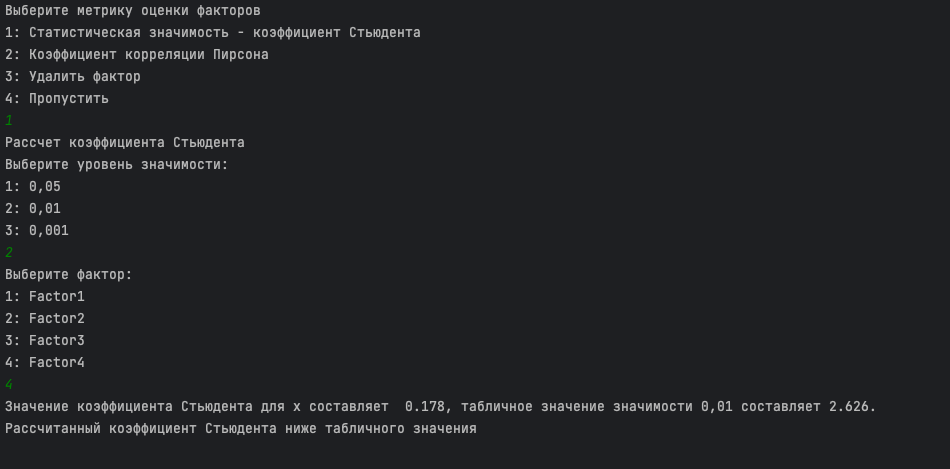 Выберите метрику оценки факторов
1: Статистическая значимость - коэффициент Стьюдента
2: Коэффициент корреляции Пирсона
3: Удалить фактор
4: Пропустить
1
Рассчет коэффициента Стьюдента
Выберите уровень значимости:
1: 0,05
2: 0,01
3: 0,001
2
Выберите фактор:
1: Factor1
2: Factor2
3: Factor3
4: Factor4
4
Значение коэффициента Стьюдента для x составляет  0.178, табличное значение значимости 0,01 составляет 2.626.
Рассчитанный коэффициент Стьюдента ниже табличного значения